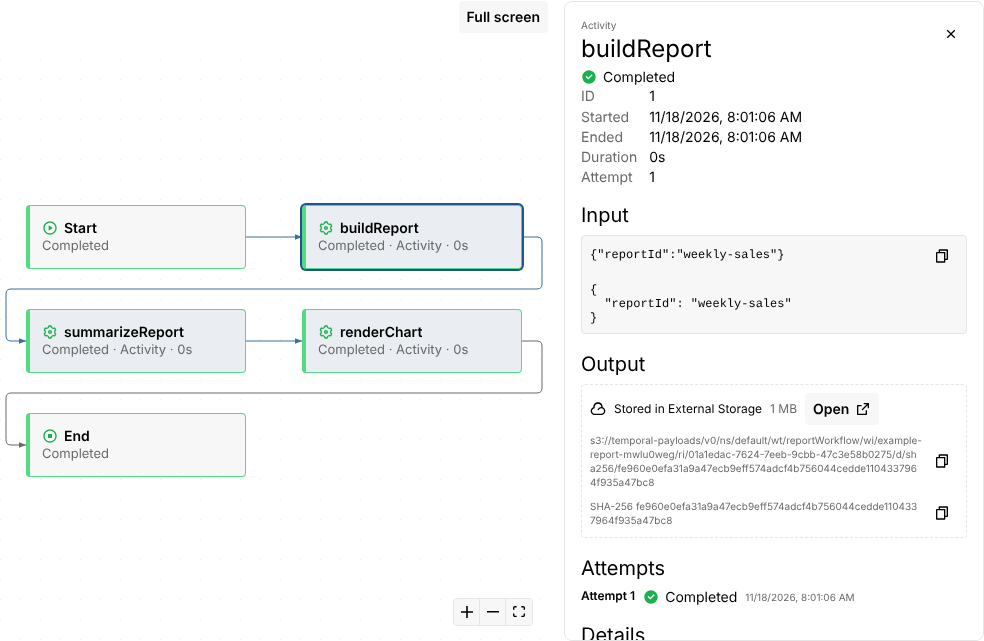 Full screen
Start
Completed
buildReport
Completed · Activity · 0s
summarizeReport
Completed · Activity · 0s
renderChart
Completed · Activity · 0s
End
Completed
Activity
buildReport
Completed
ID 1
Started 11/18/2026, 8:01:06 AM
Ended 11/18/2026, 8:01:06 AM
Duration 0s
Attempt 1
Input
{"reportId":"weekly-sales"}
{
"reportId": "weekly-sales"
}
Output
Stored in External Storage 1 MB Open
s3://temporal-payloads/v0/ns/default/wt/reportWorkflow/wi/example-
report-mwlu0weg/ri/01a1edac-7624-7eeb-9cbb-47c3e58b0275/d/sh
a256/fe960e0efa31a9a47ecb9eff574adcf4b756044cedde1104337964
4f935a47bc8
SHA-256 fe960e0efa31a9a47ecb9eff574adcf4b756044cedde1104433
7964f935a47bc8
Attempts
Attempt 1 Completed 11/18/2026, 8:01:06 AM
Details